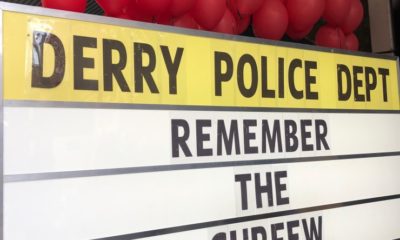 DERRY POLICE DEPT
REMEMBER
THE
CURFEW